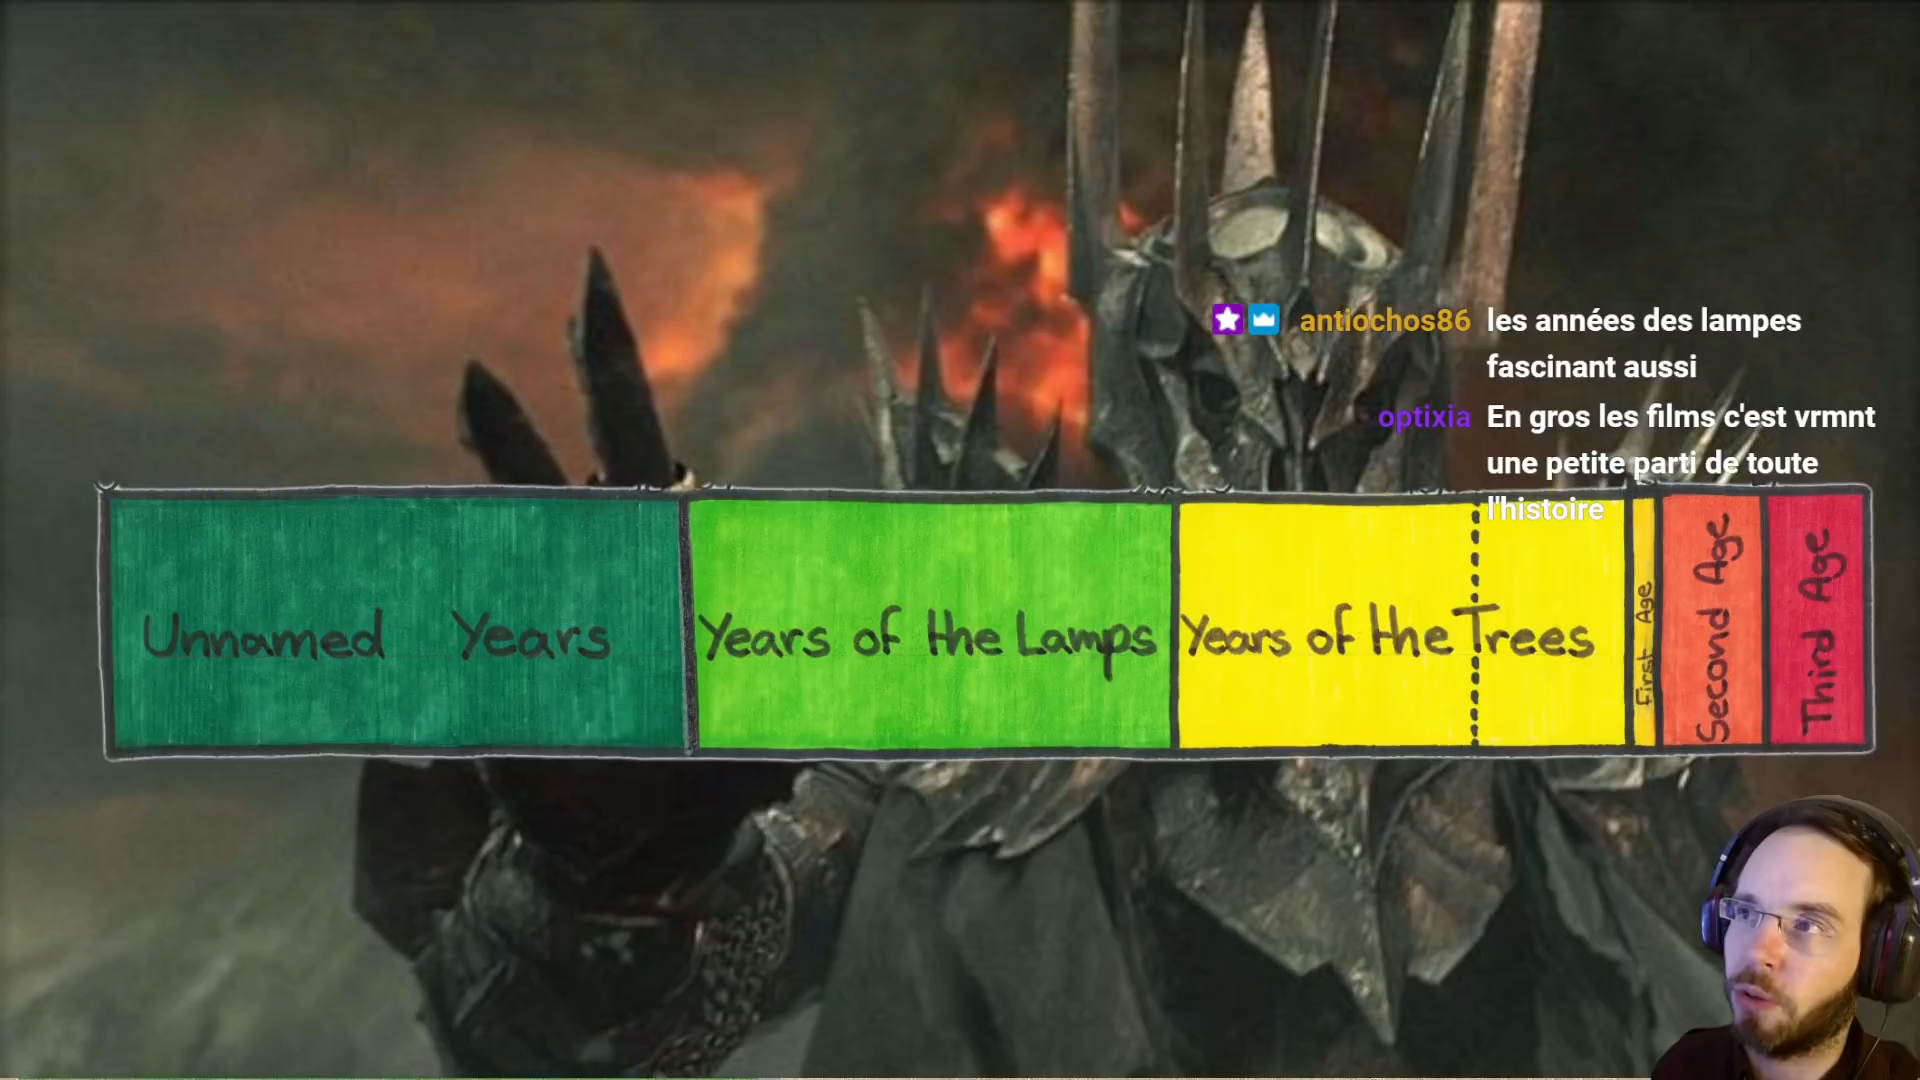 antiochos86 les années des lampes
fascinant aussi
optixia En gros les films c'est vrmnt
une petite parti de toute
l'histoire
Unnamed Years
Years of the Lamps
Years of the Trees
First Age
Second Age
Third Age